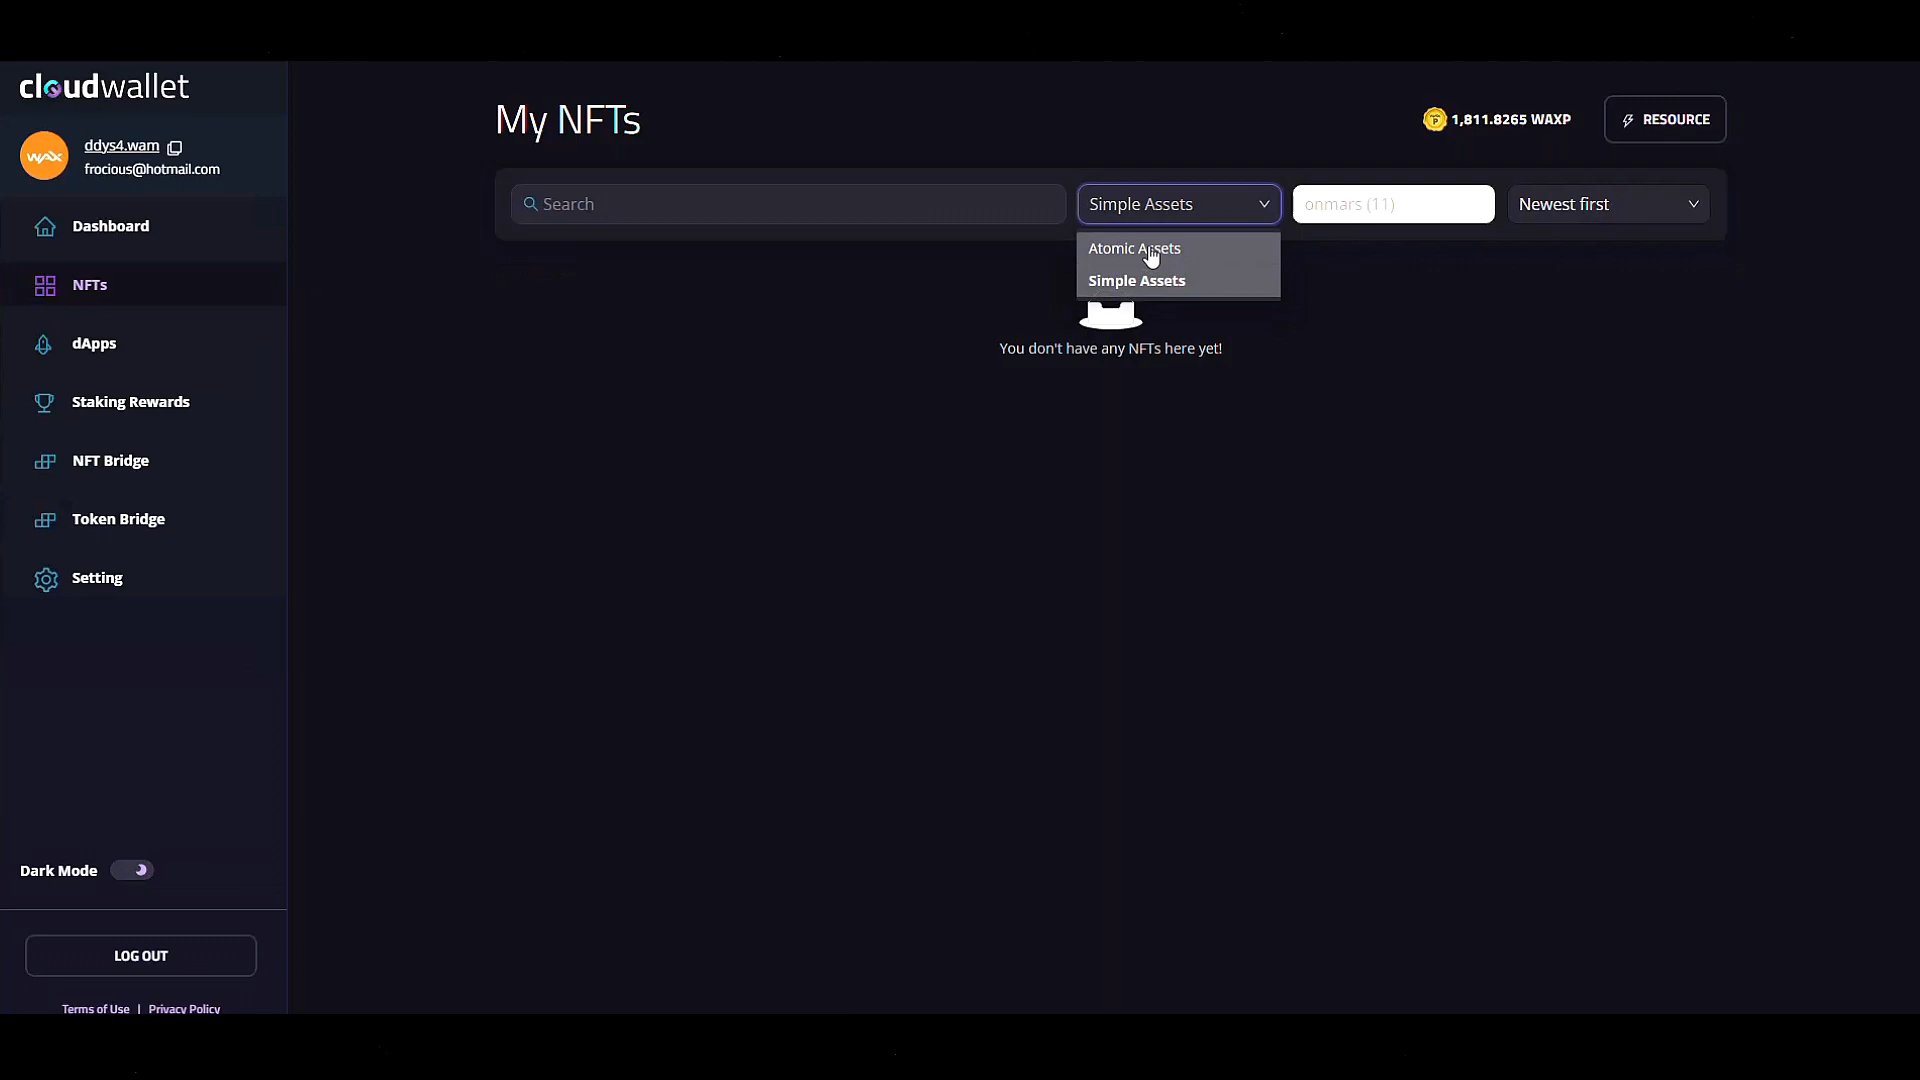 cloudwallet
wax
ddys4.wam
frocious@hotmail.com
Dashboard
NFTs
dApps
Staking Rewards
NFT Bridge
Token Bridge
Setting
Dark Mode
LOG OUT
Terms of Use | Privacy Policy
My NFTs
1,811.8265 WAXP
RESOURCE
Search
Simple Assets
onmars (11)
Newest first
Atomic Assets
Simple Assets
You don't have any NFTs here yet!